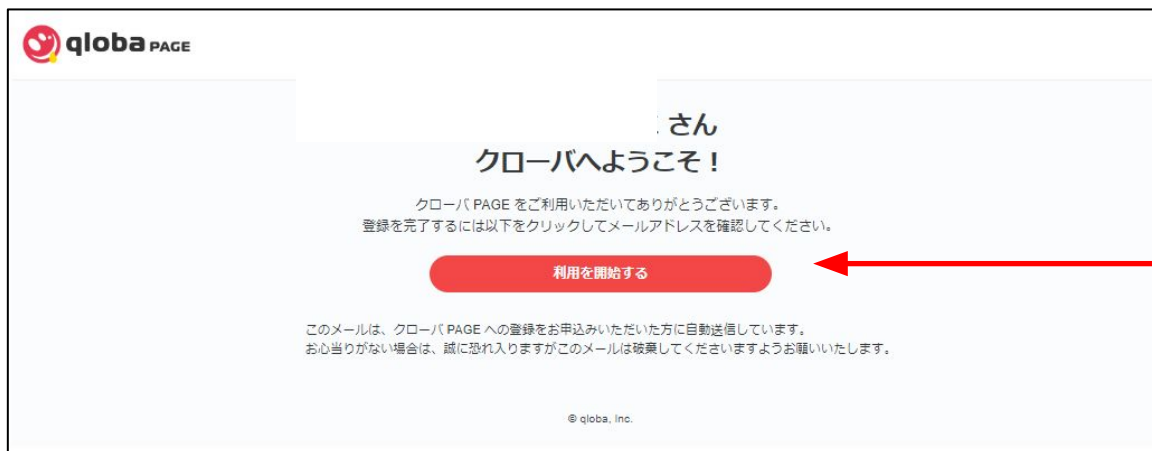 qloba PAGE
さん
クローバへようこそ！
クローバ PAGE をご利用いただいてありがとうございます。
登録を完了するには以下をクリックしてメールアドレスを確認してください。
利用を開始する
このメールは、クローバ PAGE への登録をお申込みいただいた方に自動送信しています。
お心当りがない場合は、誠に恐れ入りますがこのメールは破棄してくださいますようお願いいたします。
© qloba, Inc.